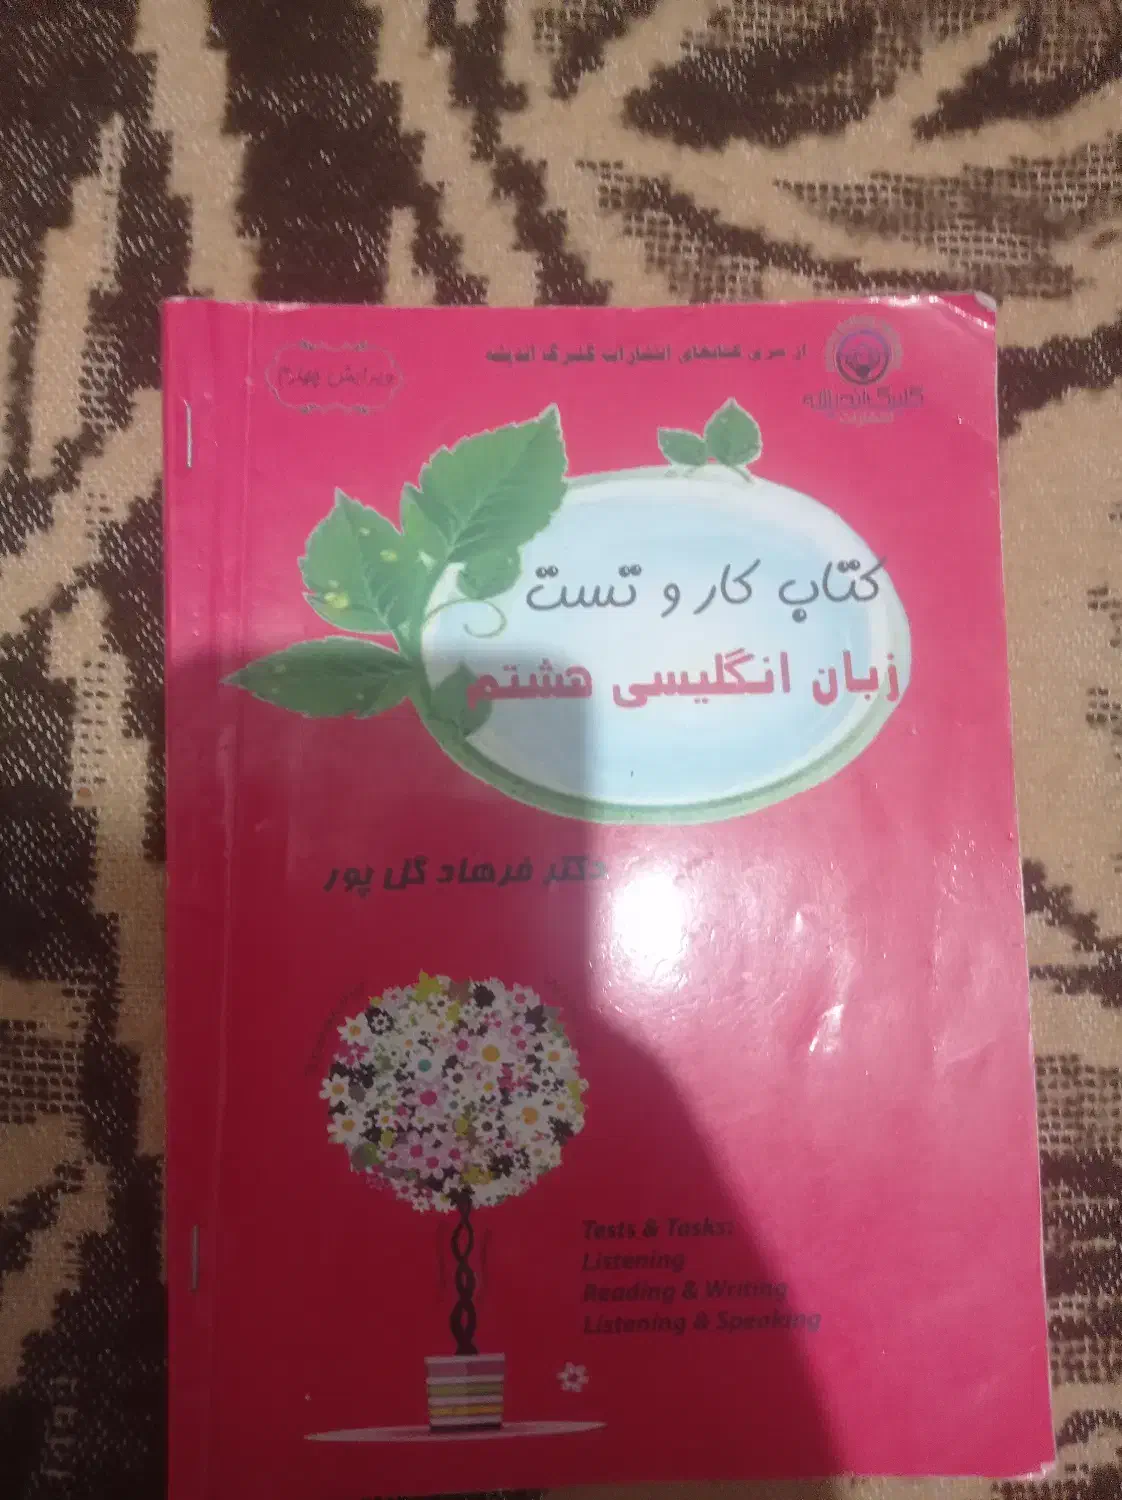 از سری کتابهای انتشارات گلبرگ اندیشه
ویرایش چهارم
کتاب کار و تست
زبان انگلیسی هشتم
دکتر فرهاد گل پور
Tests & Tasks:
Listening
Reading & Writing
Listening & Speaking